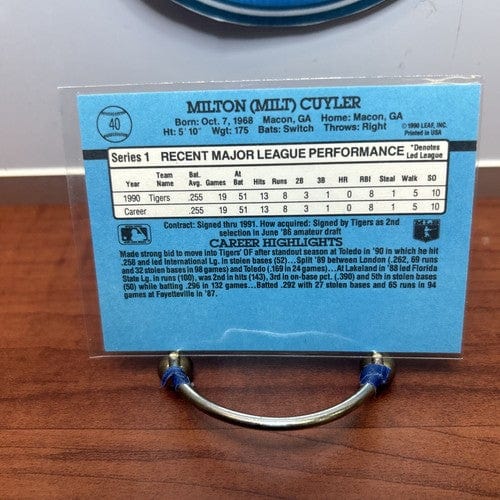 40
MILTON (MILT) CUYLER
Born: Oct. 7, 1968 Macon, GA Home: Macon, GA
Ht: 5' 10" Wgt: 175 Bats: Switch Throws: Right
© 1990 LEAF, INC.
Printed in USA
Series 1 RECENT MAJOR LEAGUE PERFORMANCE
*Denotes
Led League
Year Team Name Bat. Avg. Games At Bat Hits Runs 2B 3B HR RBI Steal Walk SO
1990 Tigers .255 19 51 13 8 3 1 0 8 1 5 10
Career .255 19 51 13 8 3 1 0 8 1 5 10
Contract: Signed thru 1991. How acquired: Signed by Tigers as 2nd
selection in June '86 amateur draft
CAREER HIGHLIGHTS
Made strong bid to move into Tigers' OF after standout season at Toledo in '90 in which he hit
.258 and led International Lg. in stolen bases (52)...Split '89 between London (.262, 69 runs
and 32 stolen bases in 98 games) and Toledo (.169 in 24 games)...At Lakeland in '88 led Florida
State Lg. in runs (100), was 2nd in hits (143), 3rd in on-base pct. (.390) and 5th in stolen bases
(50) while batting .296 in 132 games...Batted .292 with 27 stolen bases and 65 runs in 94
games at Fayetteville in '87.